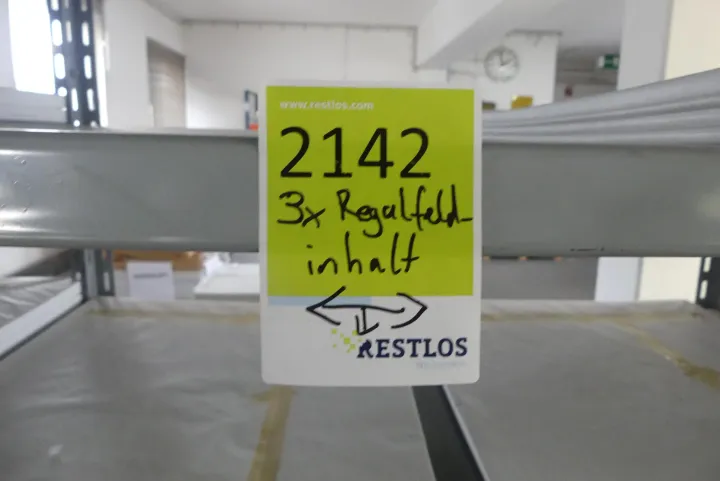 www.restlos.com
2142
3x Regalfeld-
inhalt
RESTLOS